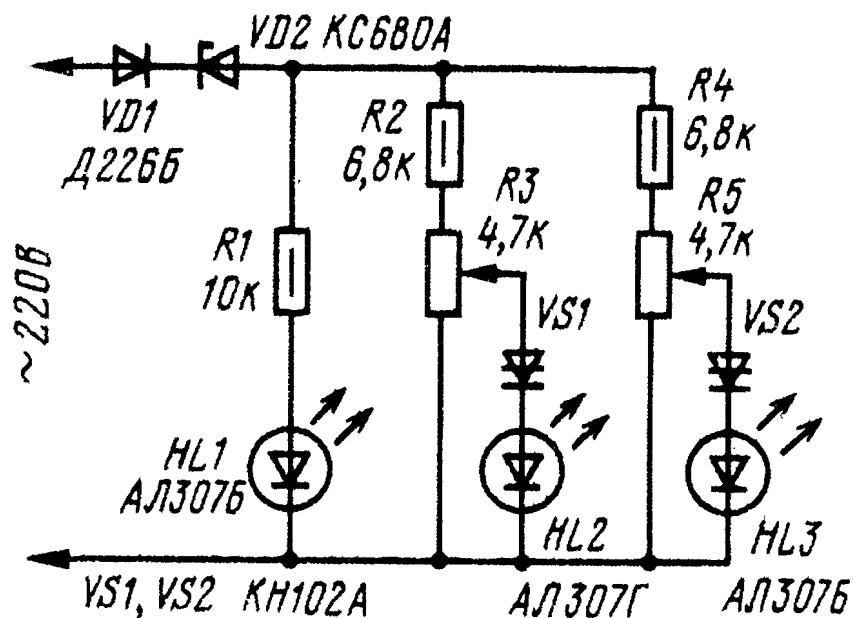 VD2 КС680А
VD1
Д226Б
R2
6,8к
R4
6,8к
R3
4,7к
R5
4,7к
R1
10к
~220В
VS1
VS2
HL1
АЛ307Б
HL2
АЛ307Г
HL3
АЛ307Б
VS1, VS2 КН102А